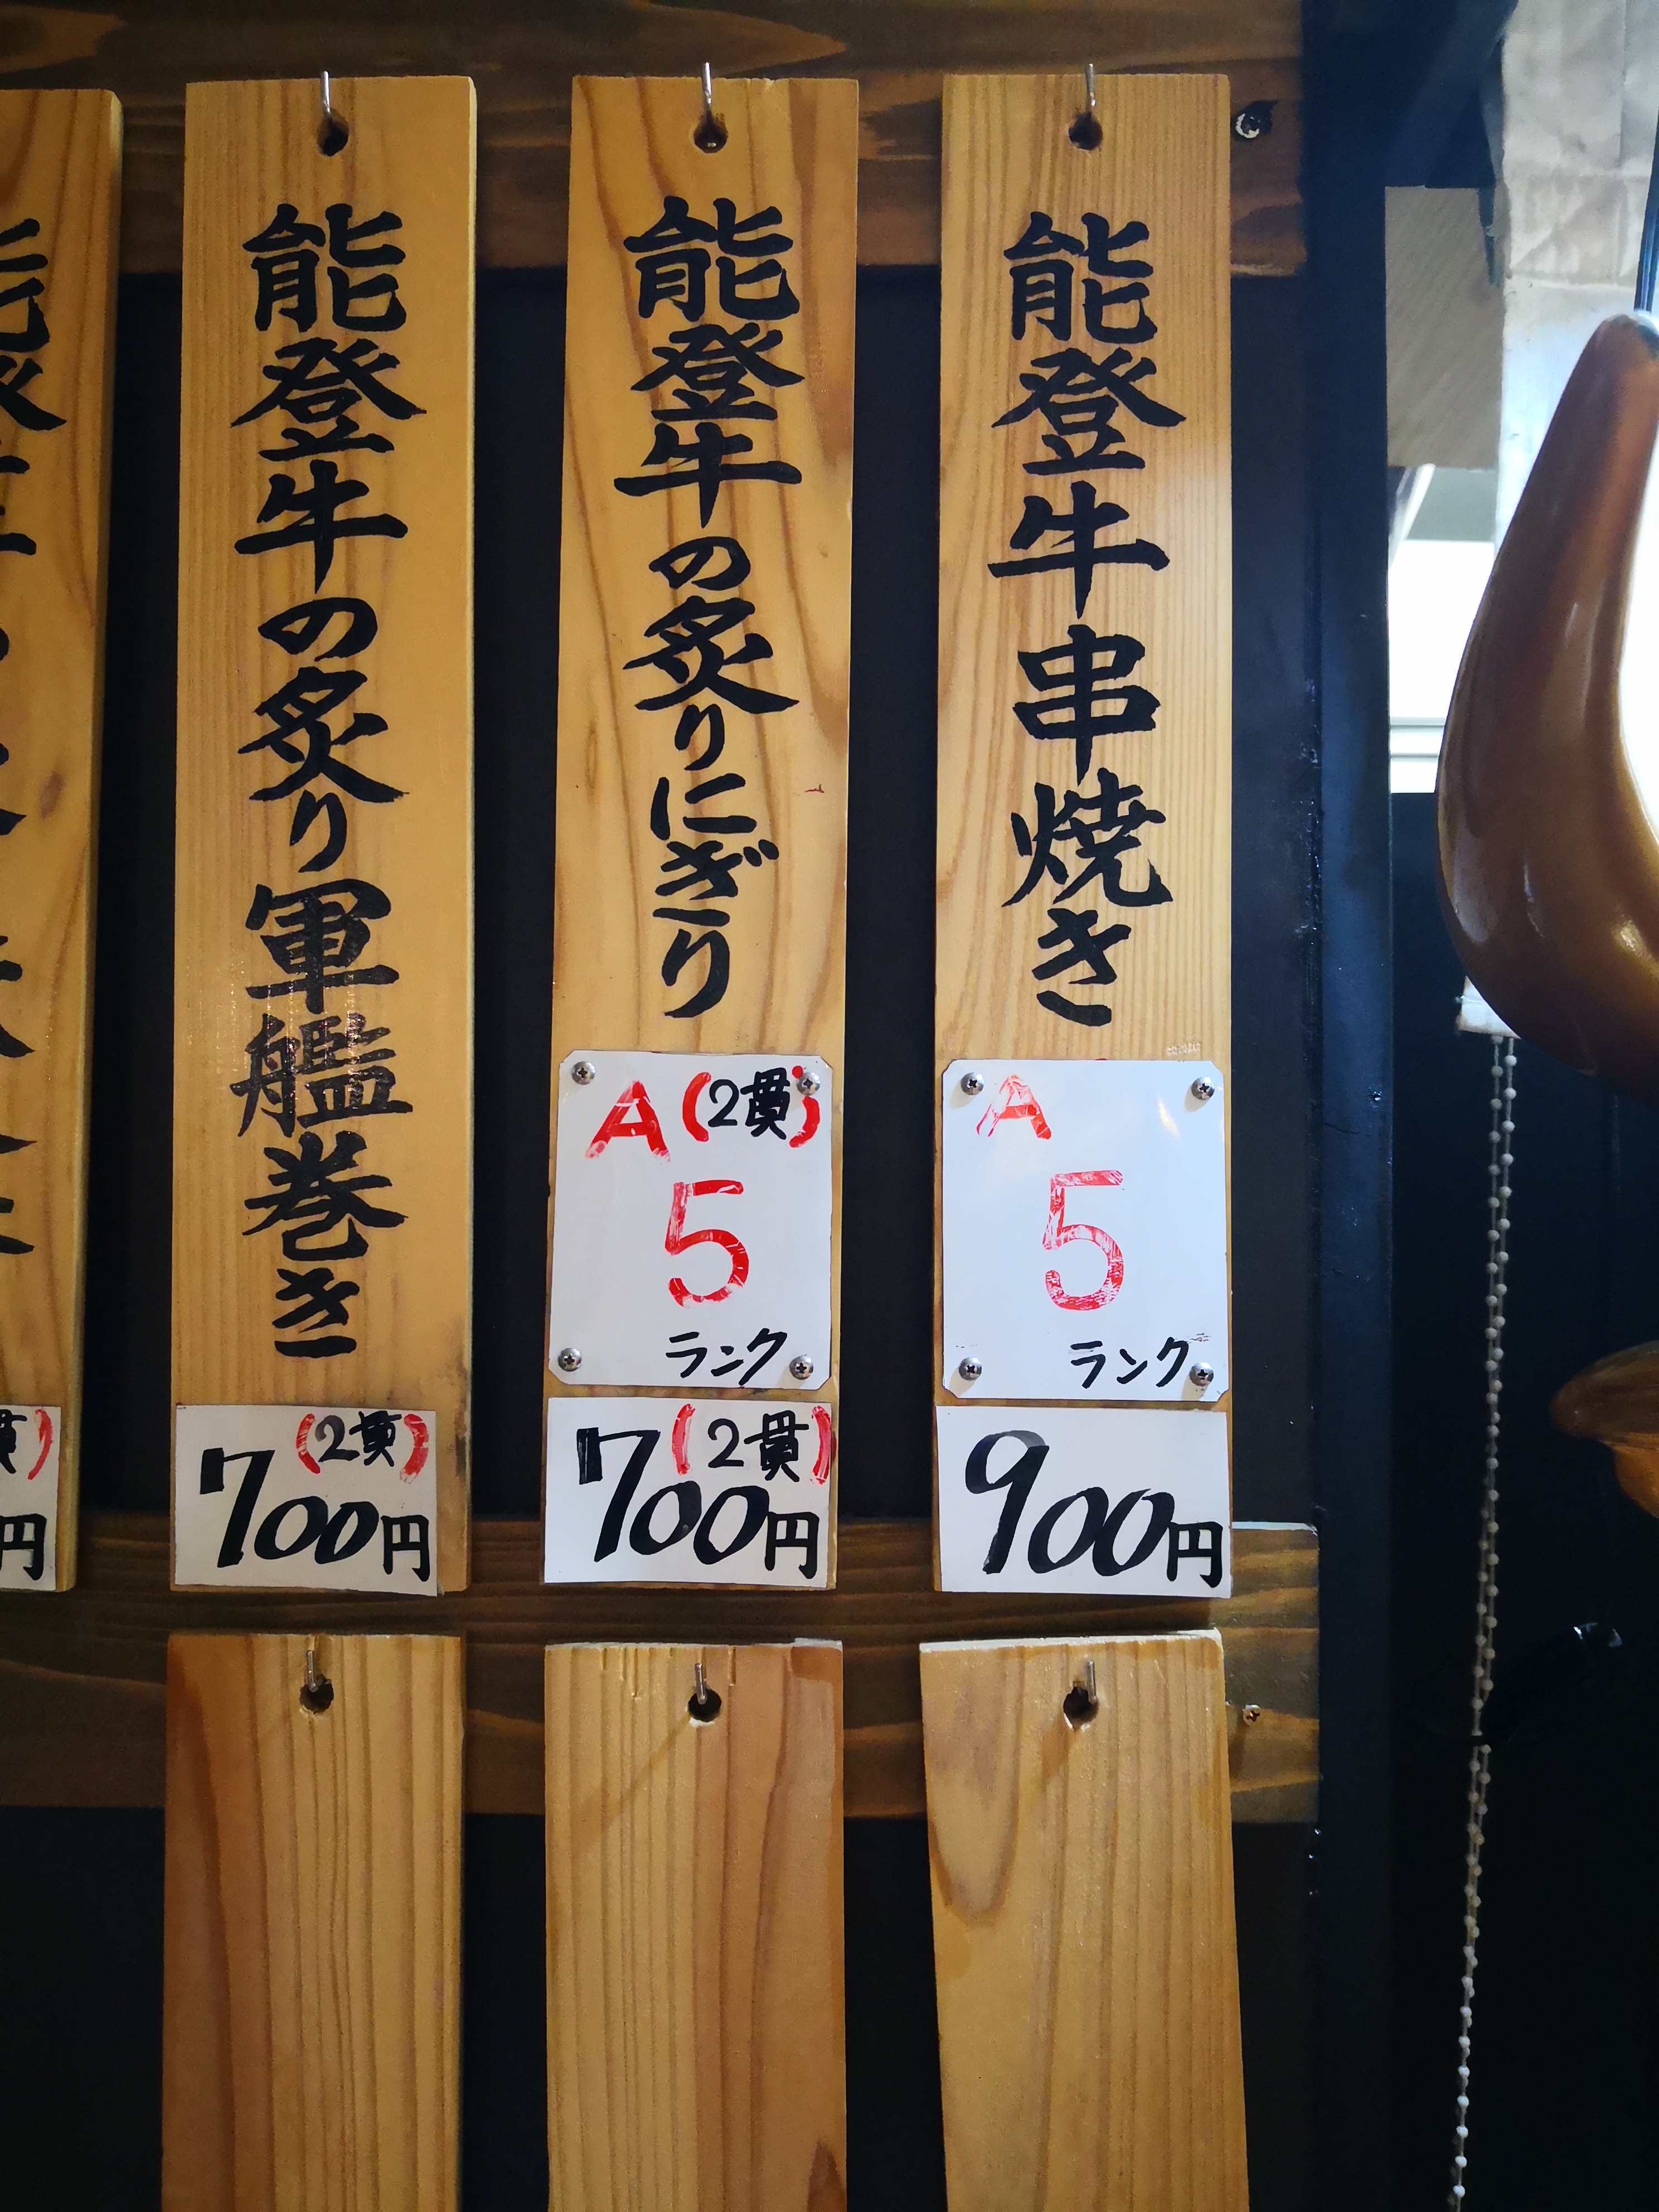 能登牛串焼き
A
5
ランク
900円
能登牛の炙りにぎり
A(2貫)
5
ランク
(2貫)
700円
能登牛の炙り軍艦巻き
(2貫)
700円
円